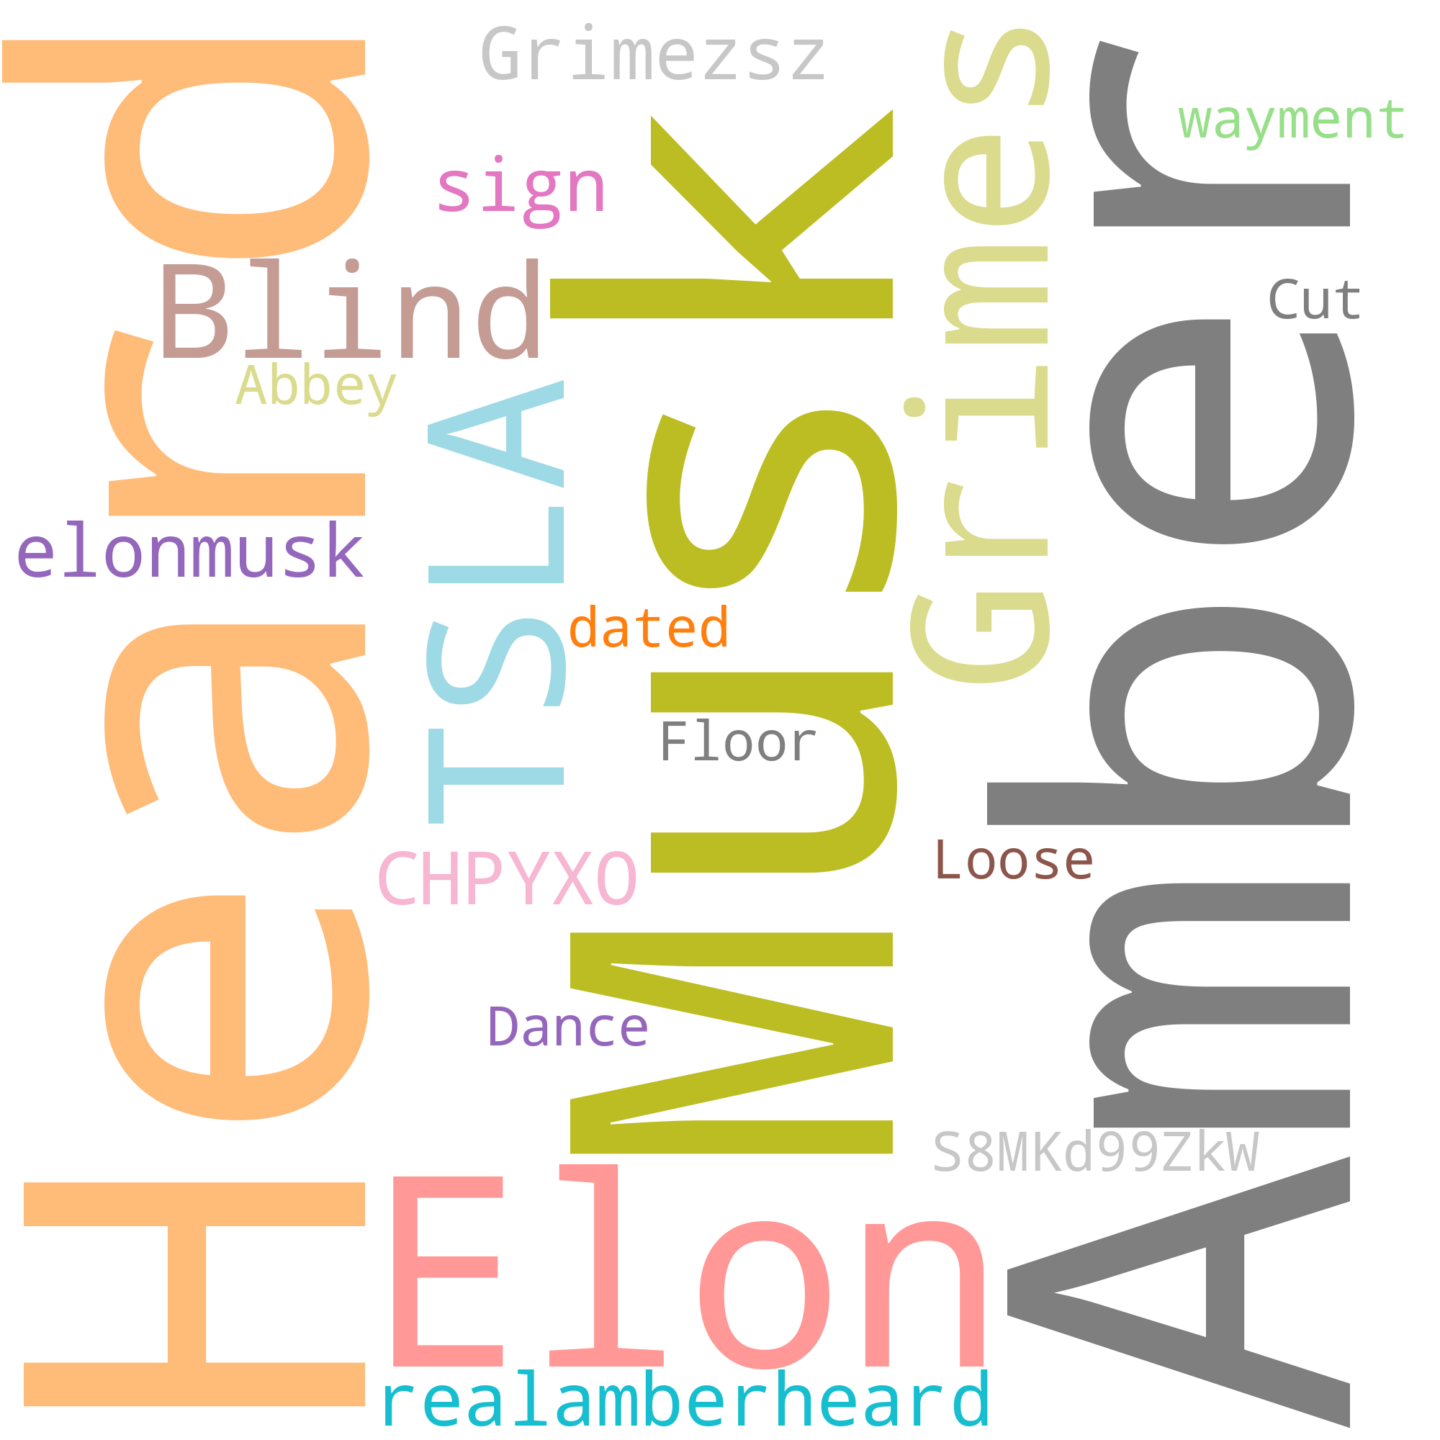 Heard
Grimezsz
Musk
Grimes
Amber
wayment
sign
Blind
Cut
Abbey
TSLA
elonmusk
dated
Floor
Loose
CHPYXO
Dance
S8MKd99ZkW
Elon
realamberheard